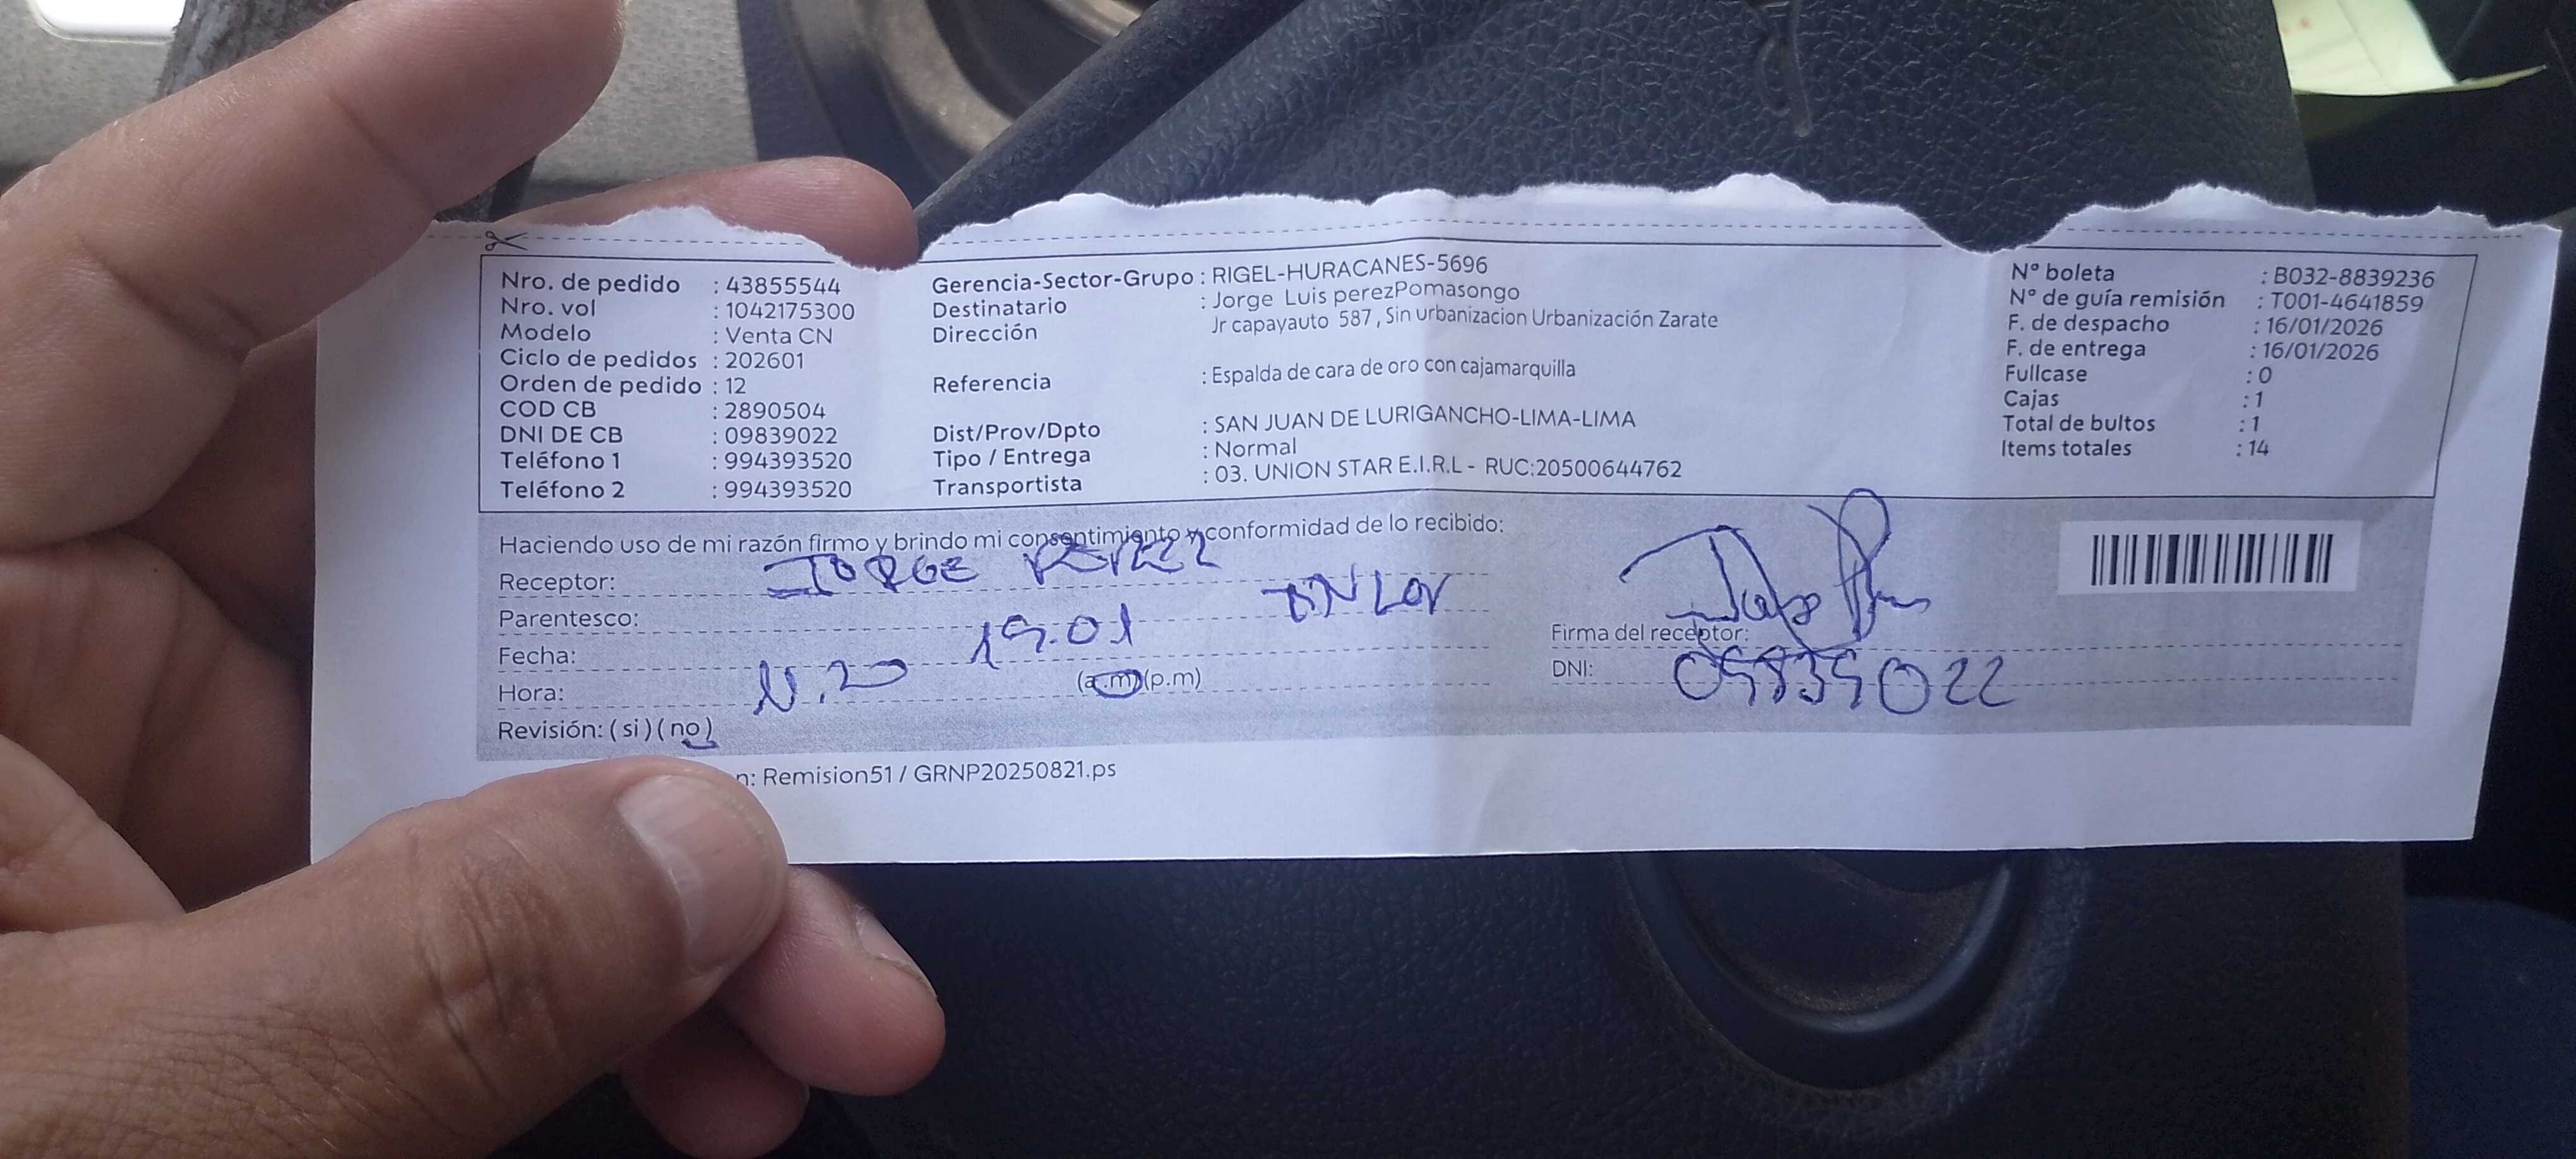 Nro. de pedido : 43855544
Nro. vol : 1042175300
Modelo : Venta CN
Ciclo de pedidos : 202601
Orden de pedido : 12
COD CB : 2890504
DNI DE CB : 09839022
Teléfono 1 : 994393520
Teléfono 2 : 994393520
Gerencia-Sector-Grupo : RIGEL-HURACANES-5696
Destinatario : Jorge Luis perezPomasongo
Dirección Jr capayauto 587 , Sin urbanizacion Urbanización Zarate
Referencia : Espalda de cara de oro con cajamarquilla
Dist/Prov/Dpto : SAN JUAN DE LURIGANCHO-LIMA-LIMA
Tipo / Entrega : Normal
Transportista : 03. UNION STAR E.I.R.L - RUC:20500644762
N° boleta : B032-8839236
N° de guía remisión : T001-4641859
F. de despacho : 16/01/2026
F. de entrega : 16/01/2026
Fullcase : 0
Cajas : 1
Total de bultos : 1
Items totales : 14
Haciendo uso de mi razón firmo y brindo mi consentimiento y conformidad de lo recibido:
Receptor: JORGE PEREZ
Parentesco:
Fecha: 19.01
Hora: 11.20 (a.m)(p.m)
Revisión: (si) (no)
Firma del receptor:
DNI: 09839022
n: Remision51 / GRNP20250821.ps